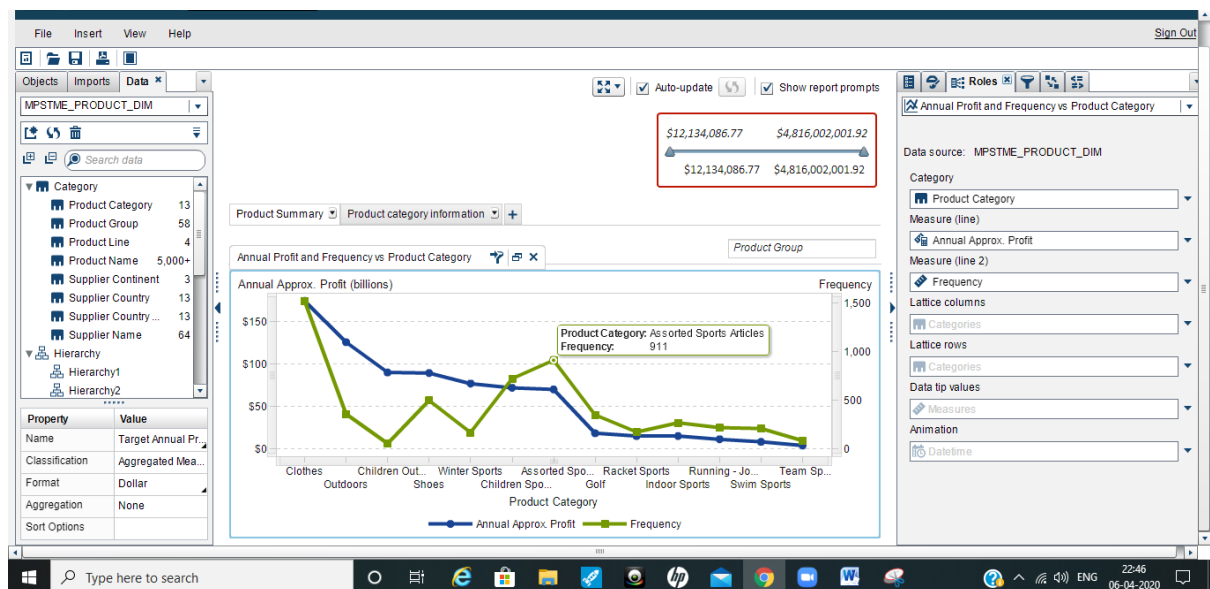 File Insert View Help
Sign Out
Objects Imports Data
Roles
MPSTME_PRODUCT_DIM
Auto-update
Show report prompts
Annual Profit and Frequency vs Product Category
$12,134,086.77 $4,816,002,001.92
$12,134,086.77 $4,816,002,001.92
Search data
Data source: MPSTME_PRODUCT_DIM
Category
Product Category 13
Product Group 58
Product Line 4
Product Name 5,000+
Supplier Continent 3
Supplier Country 13
Supplier Country ... 13
Supplier Name 64
Hierarchy
Hierarchy1
Hierarchy2
Property Value
Name Target Annual Pr...
Classification Aggregated Mea...
Format Dollar
Aggregation None
Sort Options
Product Summary Product category information
Annual Profit and Frequency vs Product Category
Product Group
Annual Approx. Profit (billions)
Frequency
$150
$100
$50
$0
1,500
1,000
500
0
Product Category: Assorted Sports Articles
Frequency: 911
Clothes Children Out... Winter Sports Assorted Spo... Racket Sports Running - Jo... Team Sp...
Outdoors Shoes Children Spo... Golf Indoor Sports Swim Sports
Product Category
Annual Approx. Profit Frequency
Category
Product Category
Measure (line)
Annual Approx. Profit
Measure (line 2)
Frequency
Lattice columns
Categories
Lattice rows
Categories
Data tip values
Measures
Animation
Datetime
Type here to search
ENG
22:46
06-04-2020